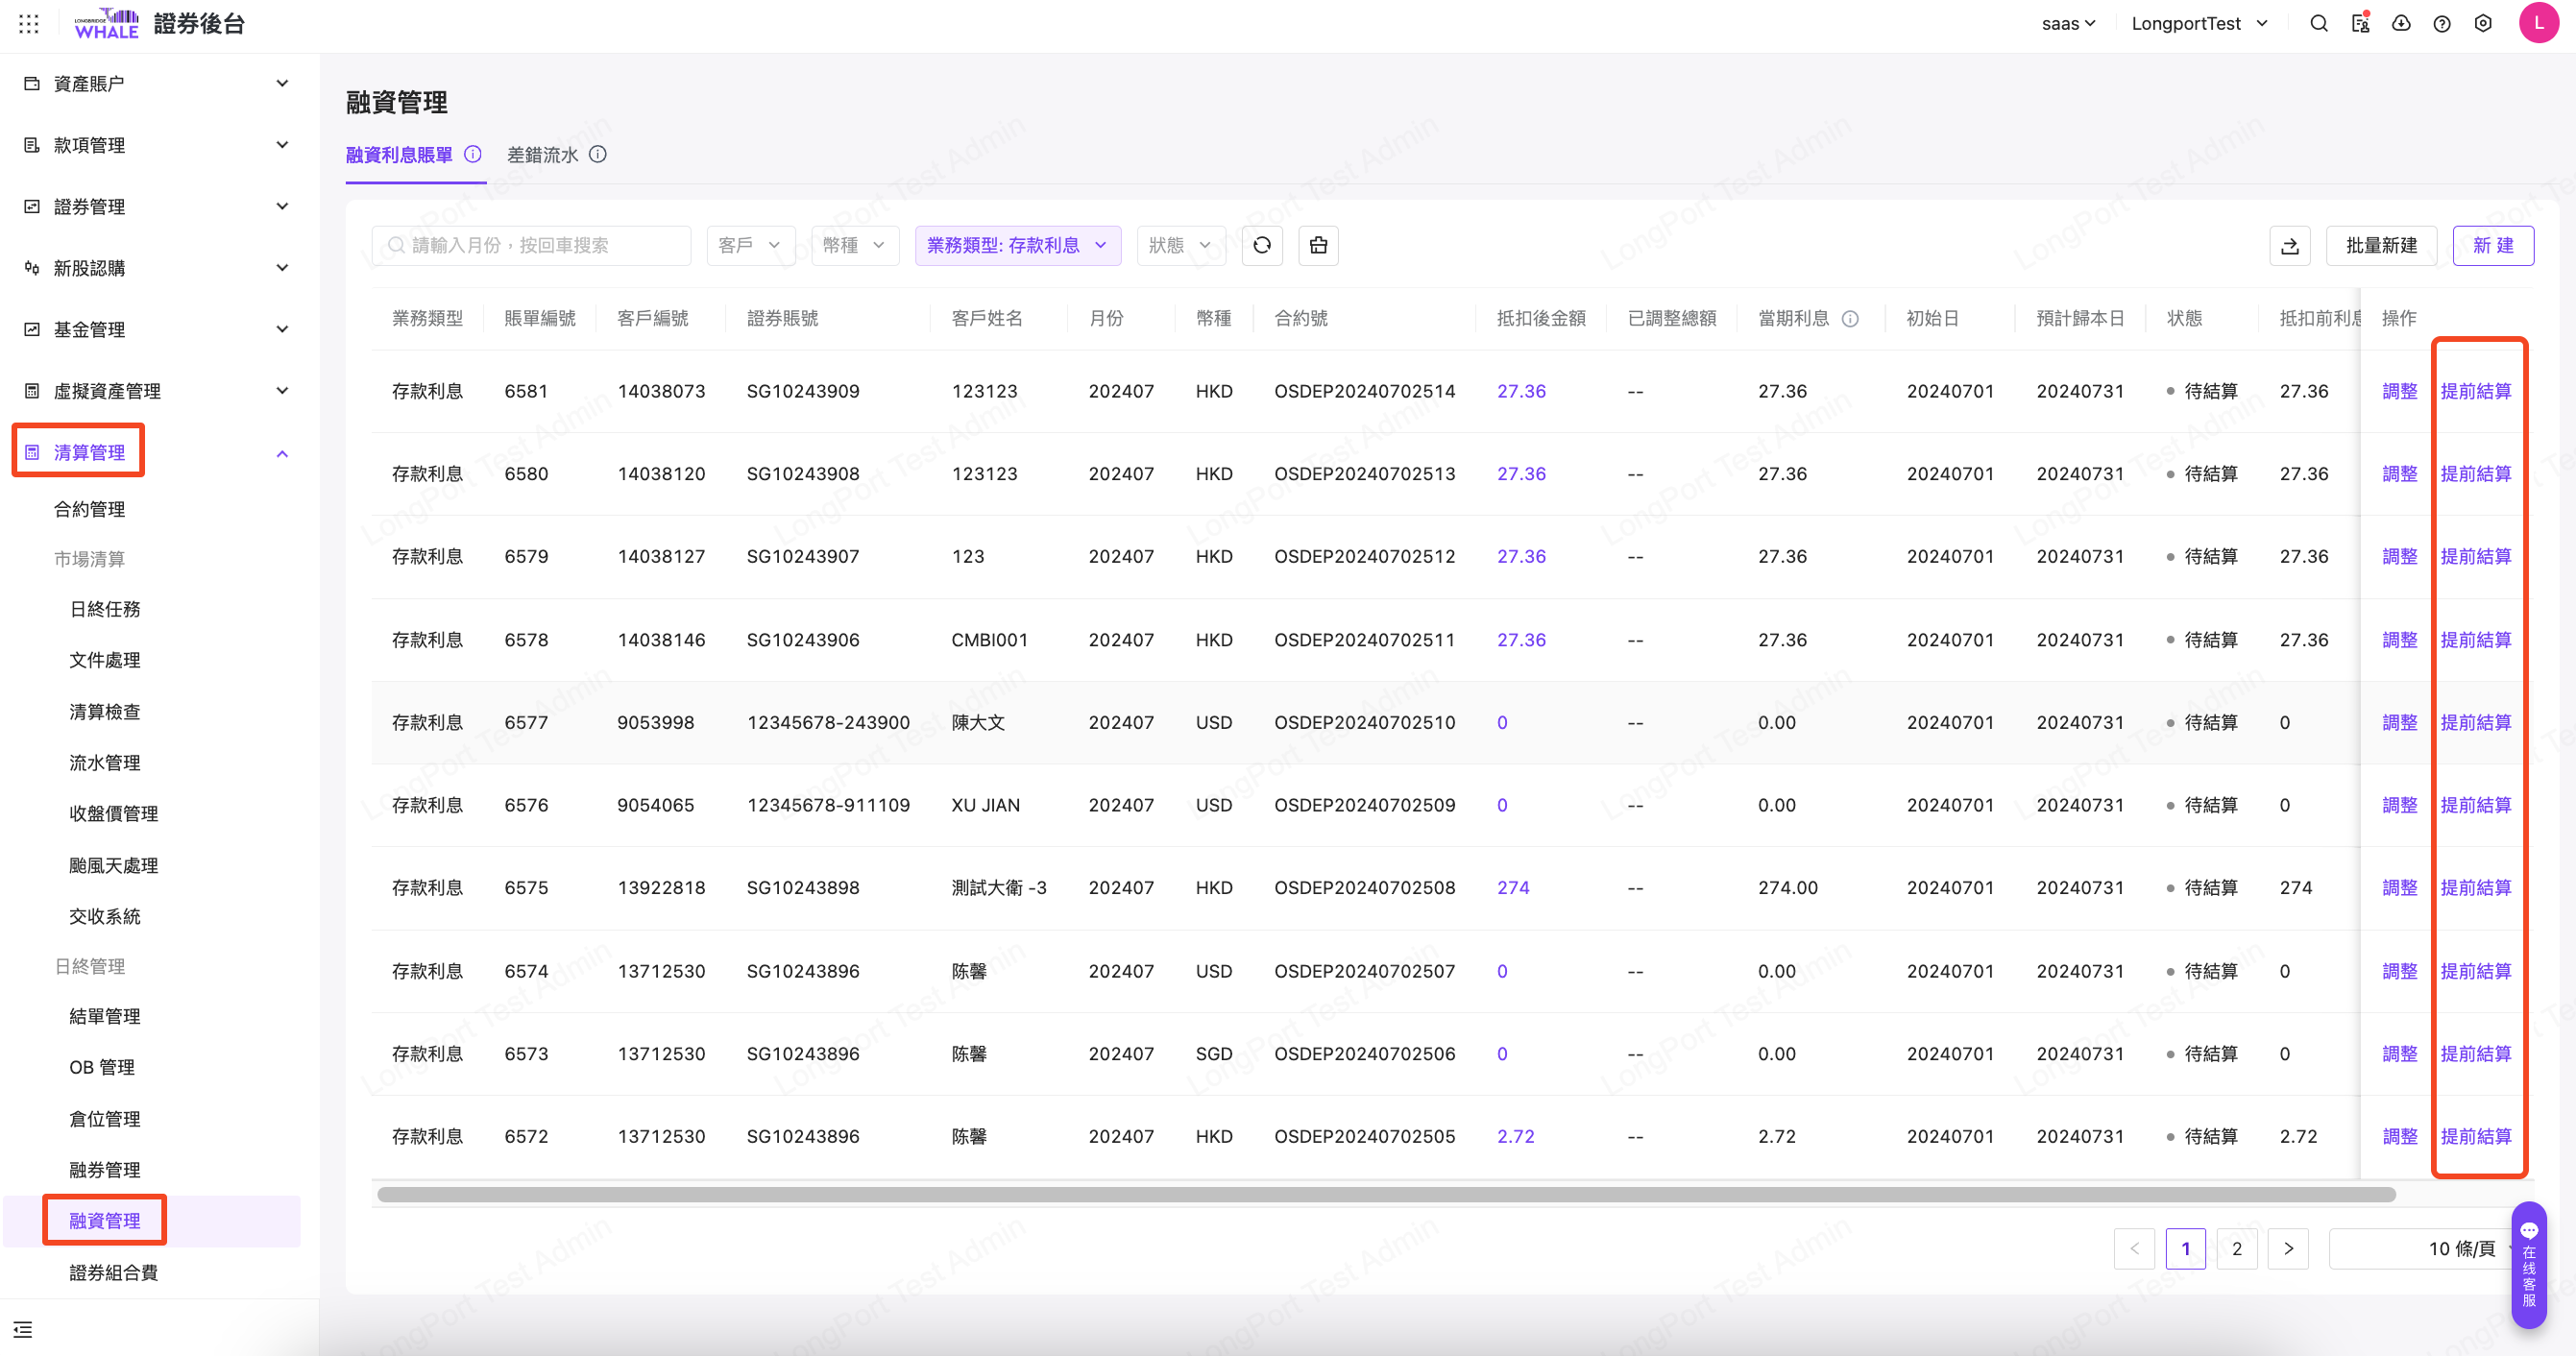 LONGBRIDGE
WHALE
證券後台
saas
LongportTest
L
資產賬户
款項管理
證券管理
新股認購
基金管理
虛擬資產管理
清算管理
合約管理
市場清算
日終任務
文件處理
清算檢查
流水管理
收盤價管理
颱風天處理
交收系統
日終管理
結單管理
OB 管理
倉位管理
融券管理
融資管理
證券組合費
融資管理
融資利息賬單 差錯流水
請輸入月份，按回車搜索 客戶 幣種 業務類型: 存款利息 狀態 批量新建 新 建
業務類型 賬單編號 客戶編號 證券賬號 客戶姓名 月份 幣種 合約號 抵扣後金額 已調整總額 當期利息 初始日 預計歸本日 状態 抵扣前利息 操作
存款利息 6581 14038073 SG10243909 123123 202407 HKD OSDEP20240702514 27.36 -- 27.36 20240701 20240731 待結算 27.36 調整 提前結算
存款利息 6580 14038120 SG10243908 123123 202407 HKD OSDEP20240702513 27.36 -- 27.36 20240701 20240731 待結算 27.36 調整 提前結算
存款利息 6579 14038127 SG10243907 123 202407 HKD OSDEP20240702512 27.36 -- 27.36 20240701 20240731 待結算 27.36 調整 提前結算
存款利息 6578 14038146 SG10243906 CMBI001 202407 HKD OSDEP20240702511 27.36 -- 27.36 20240701 20240731 待結算 27.36 調整 提前結算
存款利息 6577 9053998 12345678-243900 陳大文 202407 USD OSDEP20240702510 0 -- 0.00 20240701 20240731 待結算 0 調整 提前結算
存款利息 6576 9054065 12345678-911109 XU JIAN 202407 USD OSDEP20240702509 0 -- 0.00 20240701 20240731 待結算 0 調整 提前結算
存款利息 6575 13922818 SG10243898 測試大衛 -3 202407 HKD OSDEP20240702508 274 -- 274.00 20240701 20240731 待結算 274 調整 提前結算
存款利息 6574 13712530 SG10243896 陈馨 202407 USD OSDEP20240702507 0 -- 0.00 20240701 20240731 待結算 0 調整 提前結算
存款利息 6573 13712530 SG10243896 陈馨 202407 SGD OSDEP20240702506 0 -- 0.00 20240701 20240731 待結算 0 調整 提前結算
存款利息 6572 13712530 SG10243896 陈馨 202407 HKD OSDEP20240702505 2.72 -- 2.72 20240701 20240731 待結算 2.72 調整 提前結算
1 2 10 條/頁
在线客服
LongPort Test Admin